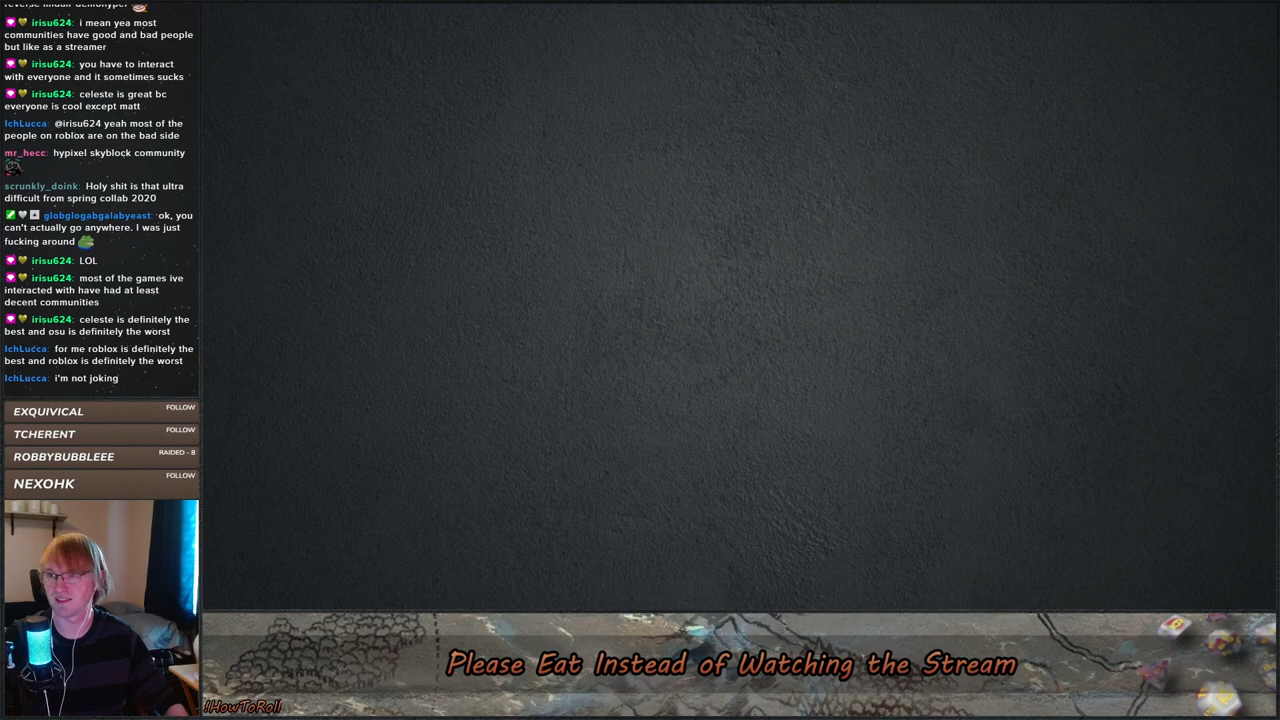 irisu624: i mean yea most
communities have good and bad people
but like as a streamer
irisu624: you have to interact
with everyone and it sometimes sucks
irisu624: celeste is great bc
everyone is cool except matt
IchLucca: @irisu624 yeah most of the
people on roblox are on the bad side
mr_hecc: hypixel skyblock community
scrunkly_doink: Holy shit is that ultra
difficult from spring collab 2020
globglogabgalabyeast: ok, you
can't actually go anywhere. I was just
fucking around
irisu624: LOL
irisu624: most of the games ive
interacted with have had at least
decent communities
irisu624: celeste is definitely the
best and osu is definitely the worst
IchLucca: for me roblox is definitely the
best and roblox is definitely the worst
IchLucca: i'm not joking
EXQUIVICAL FOLLOW
TCHERENT FOLLOW
ROBBYBUBBLEEE RAIDED - 8
NEXOHK FOLLOW
Please Eat Instead of Watching the Stream
!HowToRoll